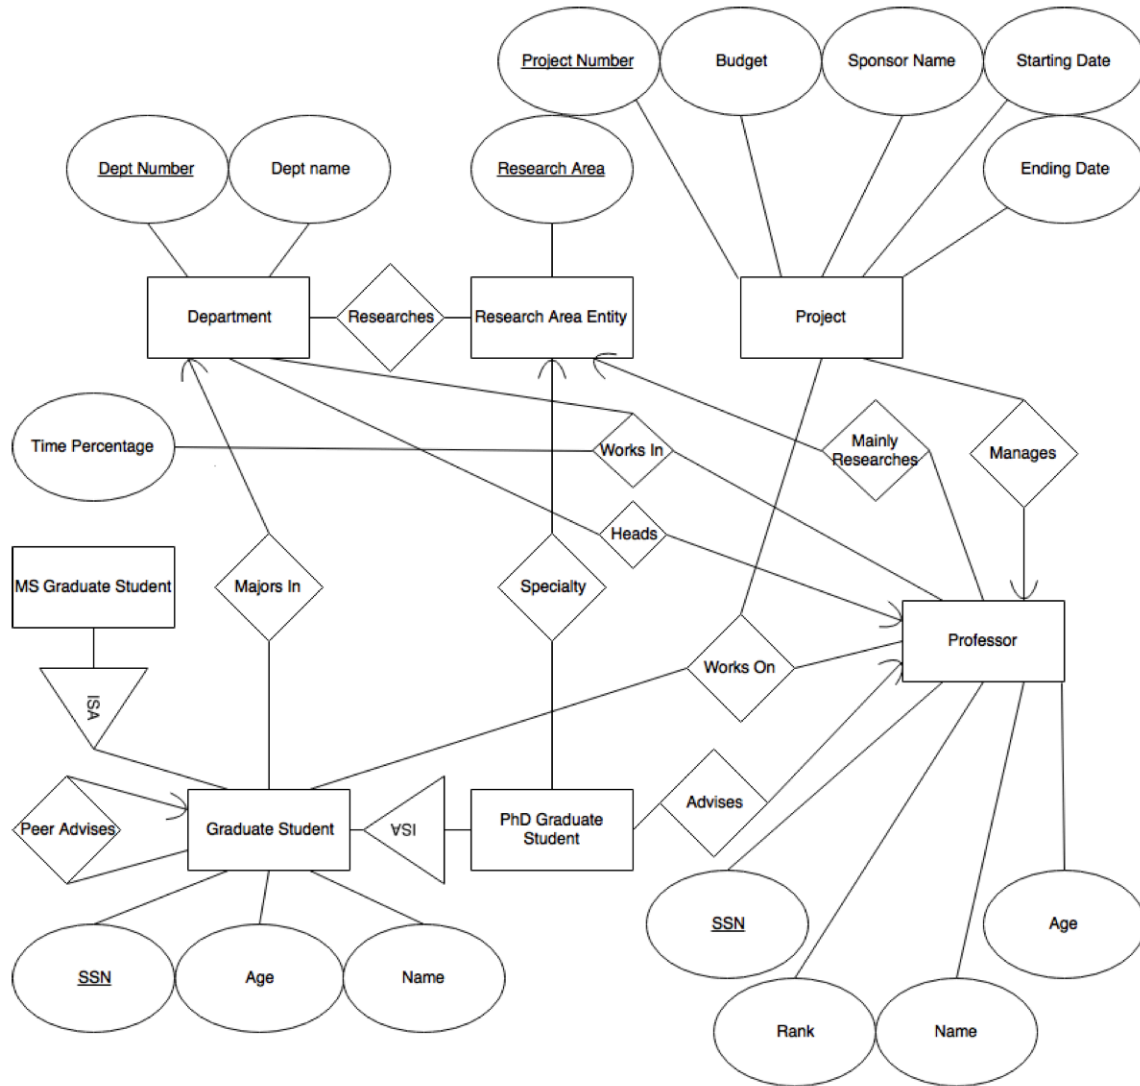 Project Number
Budget
Sponsor Name
Starting Date
Dept Number
Dept name
Research Area
Ending Date
Department
Researches
Research Area Entity
Project
Time Percentage
Works In
Mainly
Researches
Manages
Heads
MS Graduate Student
Majors In
Specialty
Professor
Works On
ISA
Peer Advises
Graduate Student
ISA
PhD Graduate
Student
Advises
SSN
Age
Name
SSN
Age
Rank
Name